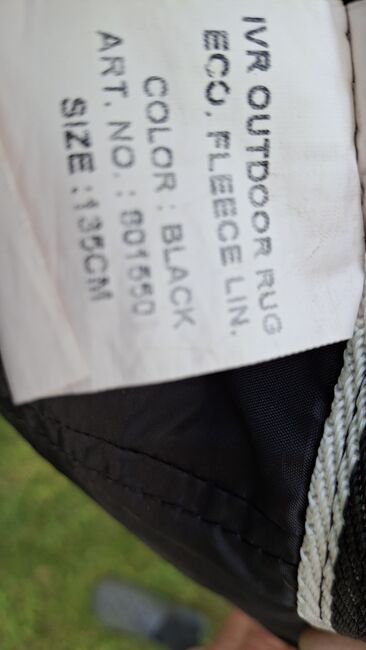 IVR OUTDOOR RUG
ECO. FLEECE LIN.
COLOR : BLACK
ART. NO. : 801550
SIZE : 135CM